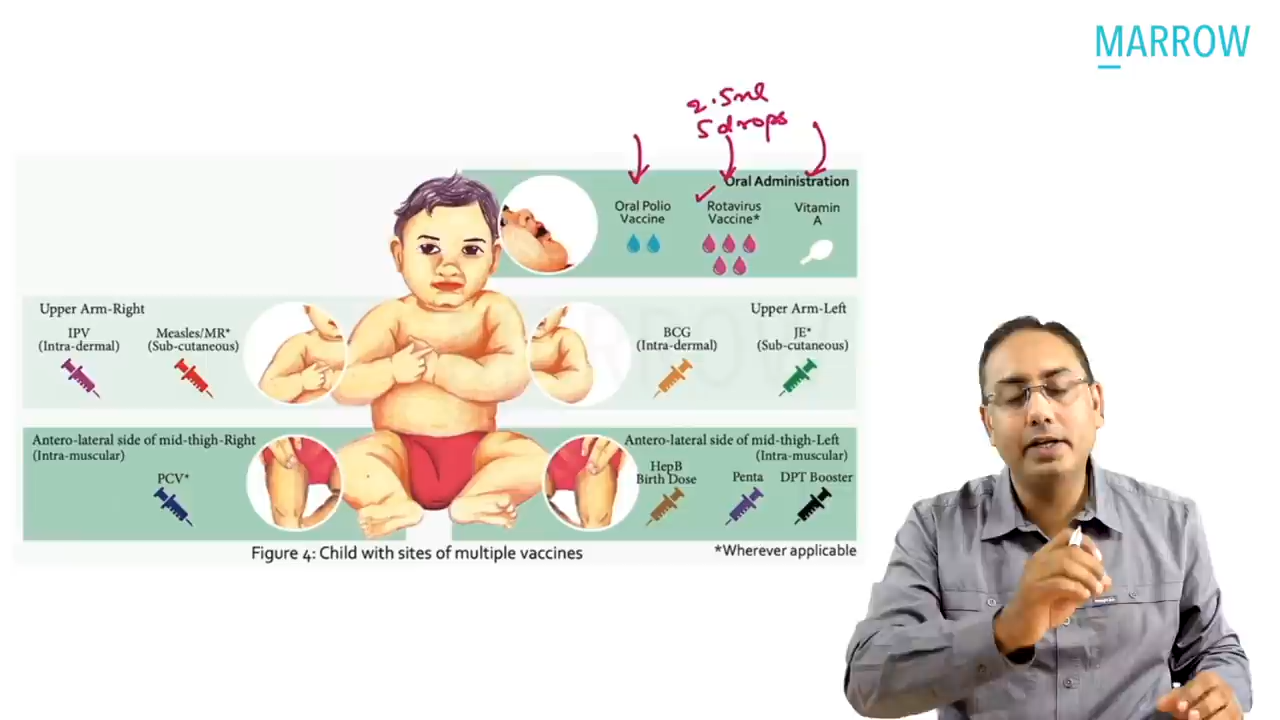 MARROW
2.5ml
5 drops
Oral Administration
Oral Polio
Vaccine
Rotavirus
Vaccine*
Vitamin
A
Upper Arm-Right
IPV
(Intra-dermal)
Measles/MR*
(Sub-cutaneous)
Upper Arm-Left
BCG
(Intra-dermal)
JE*
(Sub-cutaneous)
Antero-lateral side of mid-thigh-Right
(Intra-muscular)
PCV*
Antero-lateral side of mid-thigh-Left
(Intra-muscular)
HepB
Birth Dose
Penta
DPT Booster
Figure 4: Child with sites of multiple vaccines
*Wherever applicable